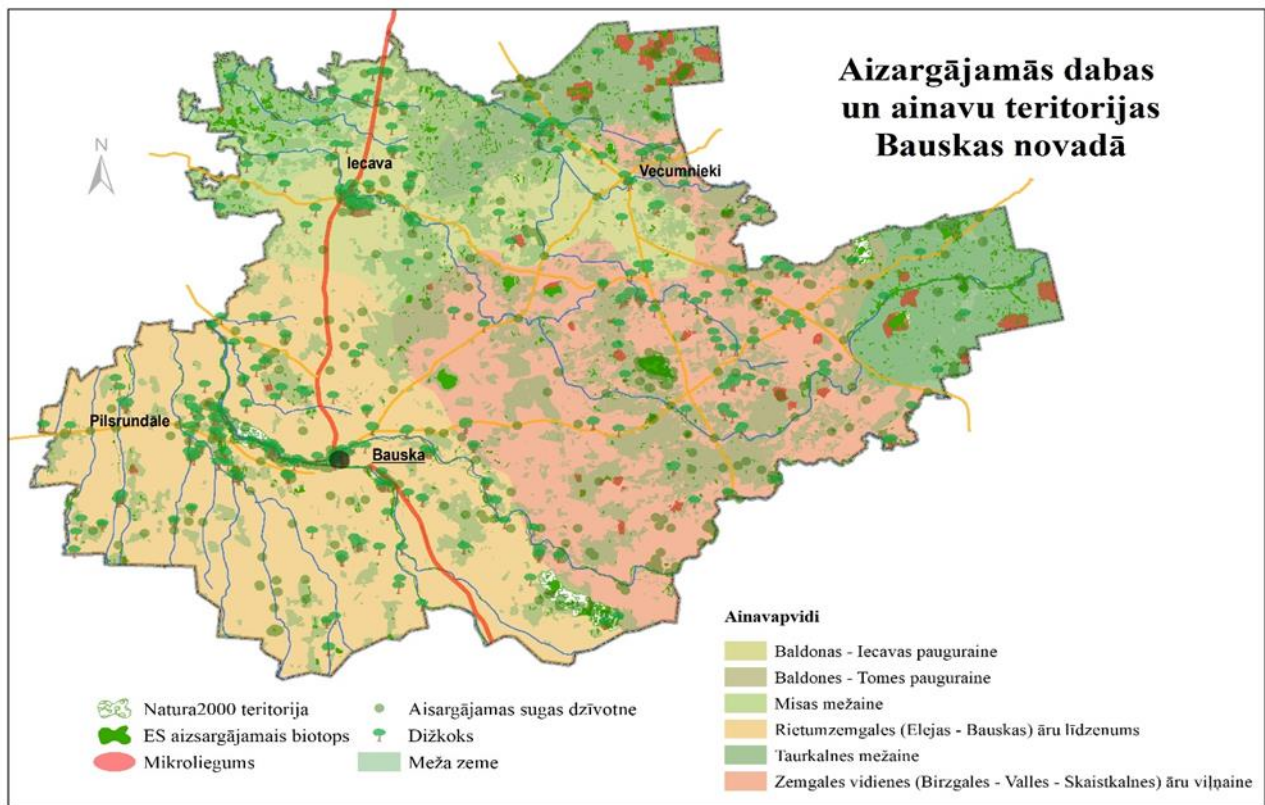 Aizargājamās dabas
un ainavu teritorijas
Bauskas novadā
N
Iecava
Vecumnieki
Pilsrundāle
Bauska
Natura2000 teritorija
ES aizsargājamais biotops
Mikroliegums
Aisargājamas sugas dzīvotne
Dižkoks
Meža zeme
Ainavapvidi
Baldonas - Iecavas pauguraine
Baldones - Tomes pauguraine
Misas mežaine
Rietumzemgales (Elejas - Bauskas) āru līdzenums
Taurkalnes mežaine
Zemgales vidienes (Birzgales - Valles - Skaistkalnes) āru viļņaine